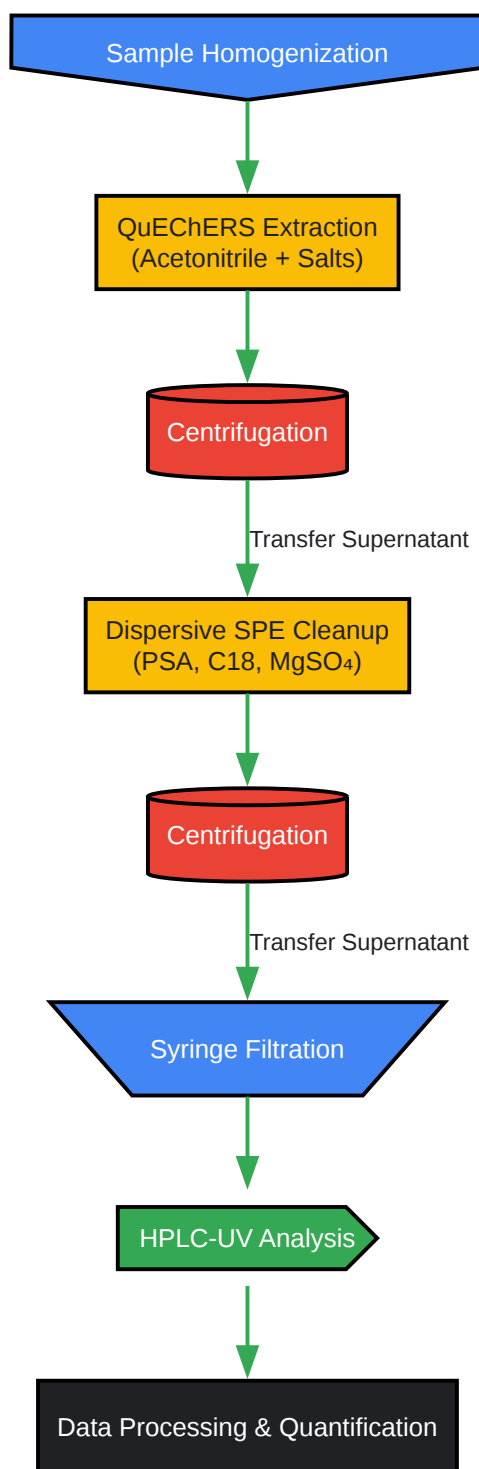 Sample Homogenization
QuEChERS Extraction
(Acetonitrile + Salts)
Centrifugation
Transfer Supernatant
Dispersive SPE Cleanup
(PSA, C18, MgSO₄)
Centrifugation
Transfer Supernatant
Syringe Filtration
HPLC-UV Analysis
Data Processing & Quantification